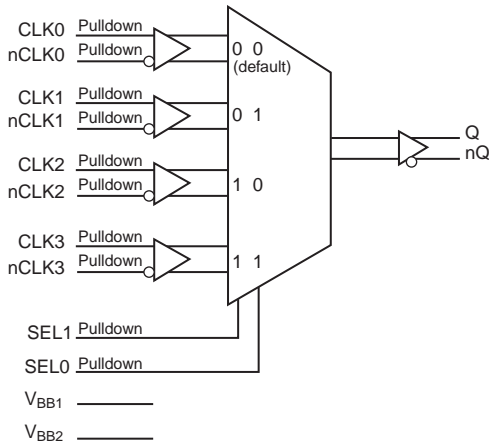 CLK0 Pulldown
nCLK0 Pulldown
0 0
(default)
CLK1 Pulldown
nCLK1 Pulldown
0 1
Q
nQ
CLK2 Pulldown
nCLK2 Pulldown
1 0
CLK3 Pulldown
nCLK3 Pulldown
1 1
SEL1 Pulldown
SEL0 Pulldown
VBB1
VBB2